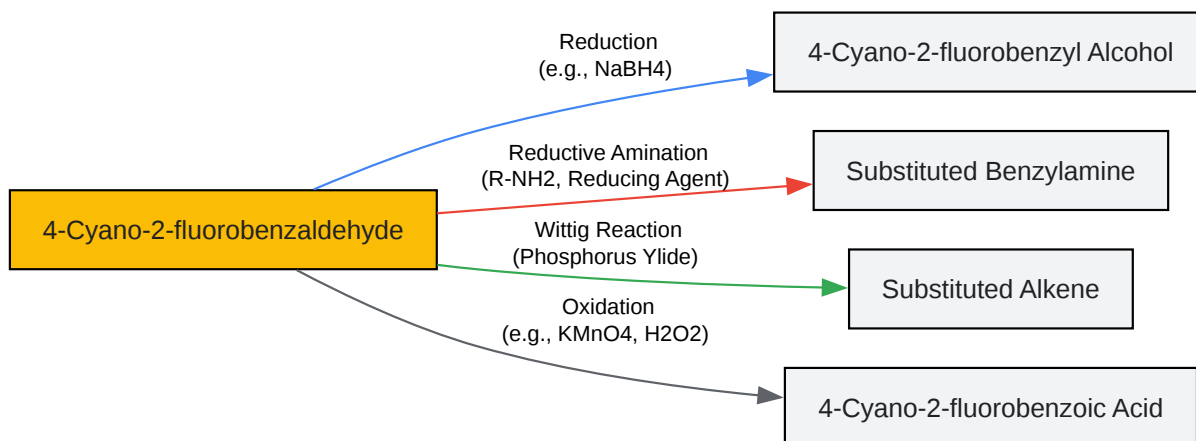 Reduction
(e.g., NaBH4)
4-Cyano-2-fluorobenzyl Alcohol
Reductive Amination
(R-NH2, Reducing Agent)
Substituted Benzylamine
4-Cyano-2-fluorobenzaldehyde
Wittig Reaction
(Phosphorus Ylide)
Substituted Alkene
Oxidation
(e.g., KMnO4, H2O2)
4-Cyano-2-fluorobenzoic Acid